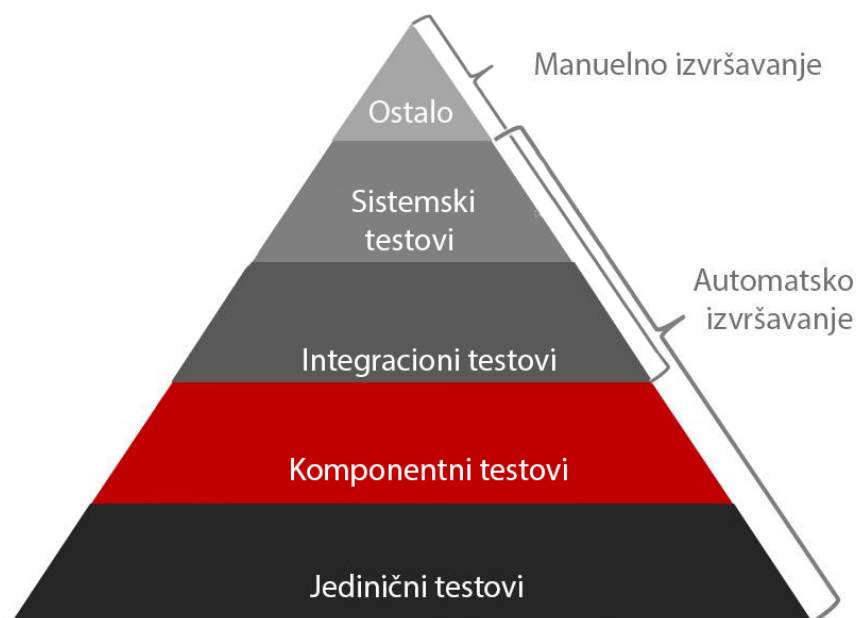 Manuelno izvršavanje
Ostalo
Sistemski
testovi
Automatsko
izvršavanje
Integracioni testovi
Komponentni testovi
Jedinični testovi